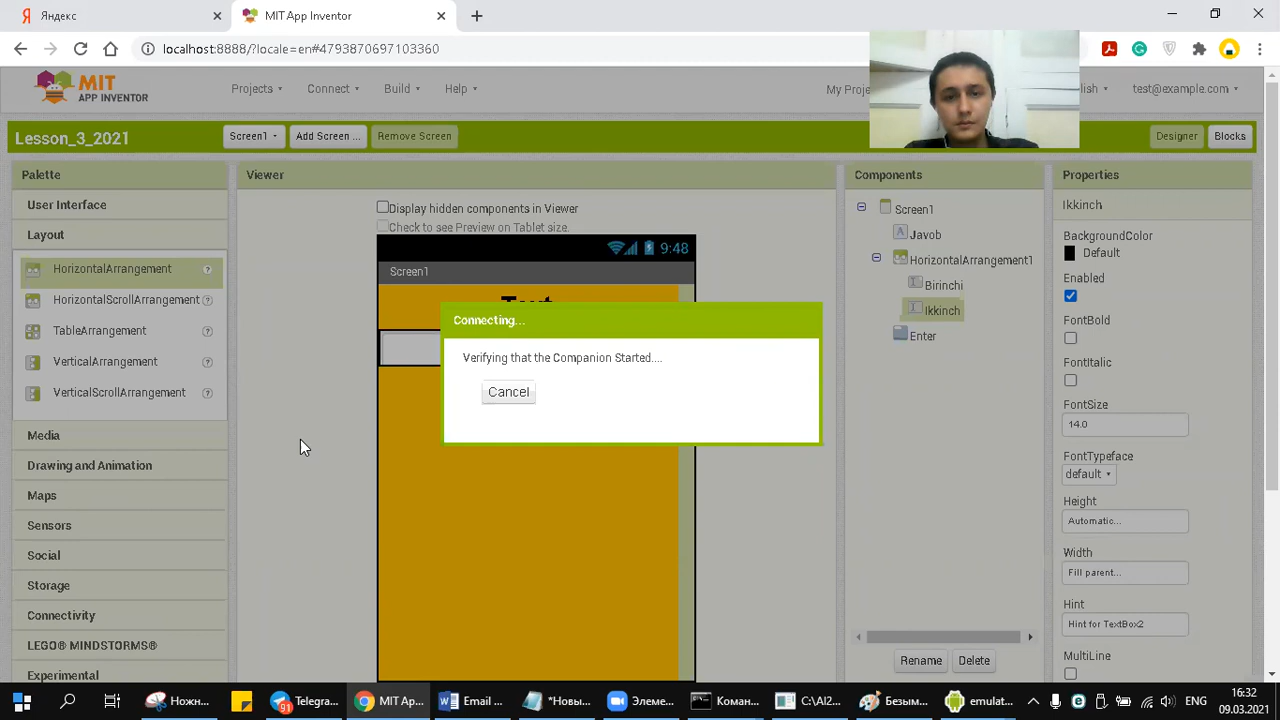 Яндекс
MIT App Inventor
localhost:8888/?locale=en#4793870697103360
MIT
APP INVENTOR
Projects
Connect
Build
Help
My Proje
lish
test@example.com
Lesson_3_2021
Screen1
Add Screen ...
Remove Screen
Designer
Blocks
Palette
User Interface
Layout
HorizontalArrangement
HorizontalScrollArrangement
TableArrangement
VerticalArrangement
VerticalScrollArrangement
Media
Drawing and Animation
Maps
Sensors
Social
Storage
Connectivity
LEGO® MINDSTORMS®
Experimental
Viewer
Display hidden components in Viewer
Check to see Preview on Tablet size.
9:48
Screen1
Connecting...
Verifying that the Companion Started....
Cancel
Components
Screen1
Javob
HorizontalArrangement1
Birinchi
Ikkinch
Enter
Rename
Delete
Properties
Ikkinch
BackgroundColor
Default
Enabled
FontBold
FontItalic
FontSize
14.0
FontTypeface
default
Height
Automatic...
Width
Fill parent...
Hint
Hint for TextBox2
MultiLine
Ножн...
91
Telegra...
MIT Ap...
Email ...
*Новы...
Элеме...
Коман...
C:\AI2...
Безым...
emulat...
ENG
16:32
09.03.2021